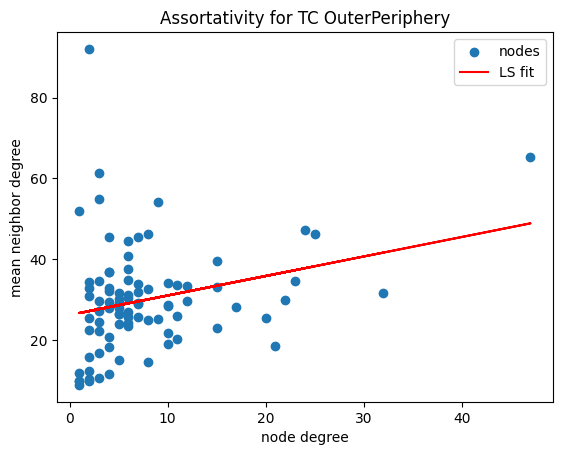 Assortativity for TC OuterPeriphery
nodes
LS fit
mean neighbor degree
80
60
40
20
0
10
20
30
40
node degree